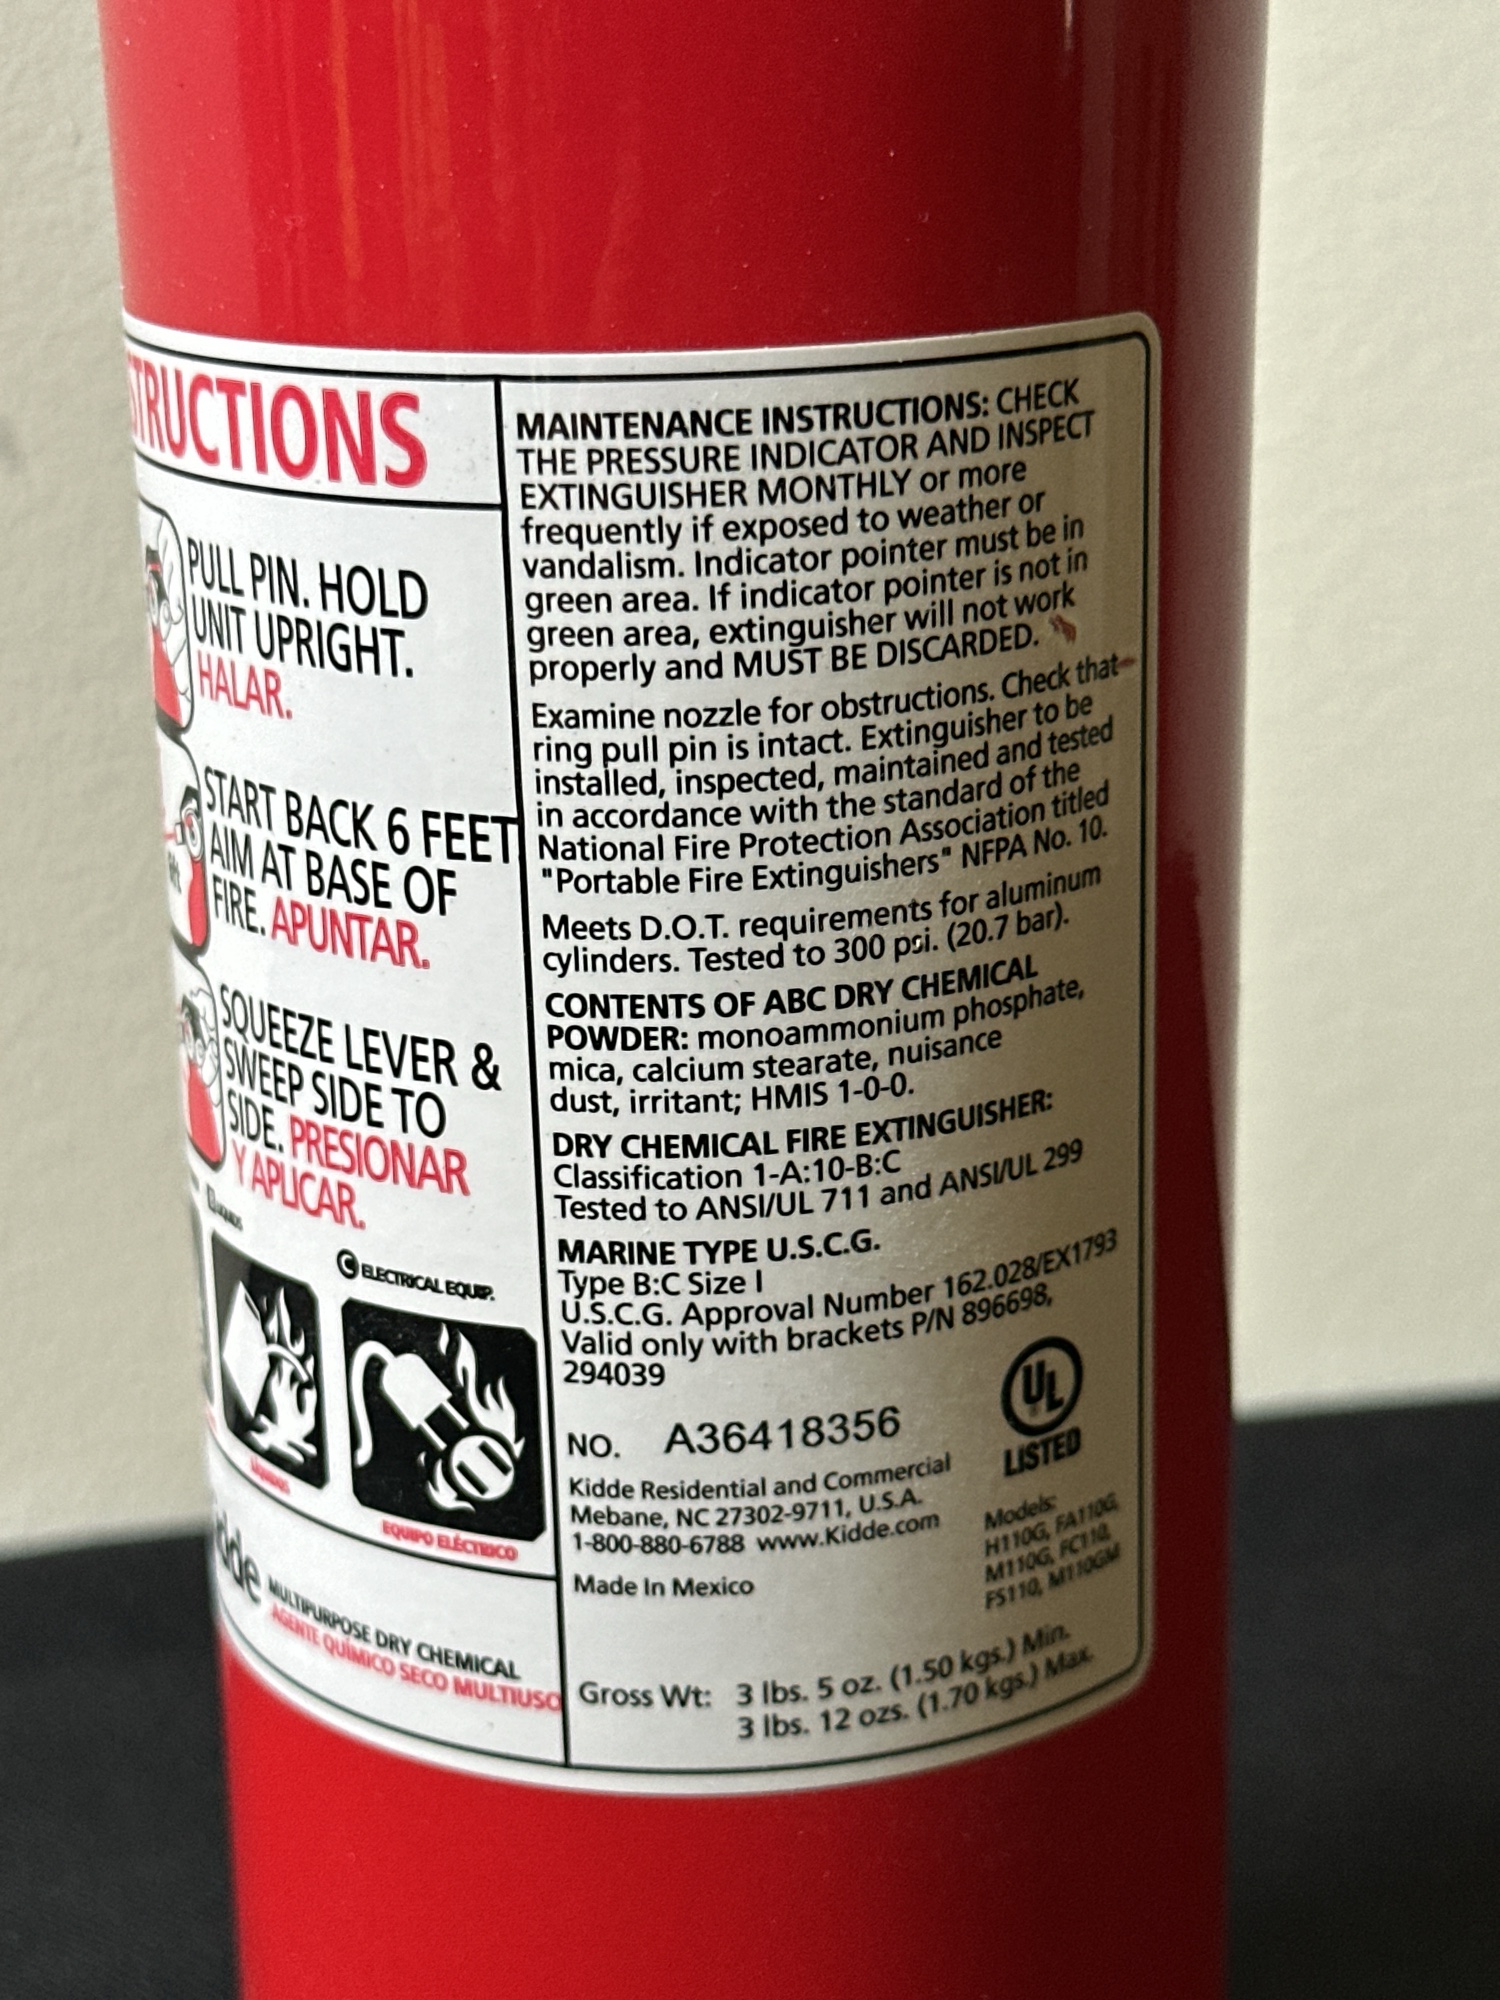 STRUCTIONS
PULL PIN. HOLD
UNIT UPRIGHT.
HALAR.
START BACK 6 FEET
AIM AT BASE OF
FIRE. APUNTAR.
SQUEEZE LEVER &
SWEEP SIDE TO
SIDE. PRESIONAR
Y APLICAR.
C ELECTRICAL EQUIP.
EQUIPO ELÉCTRICO
MULTIPURPOSE DRY CHEMICAL
AGENTE QUÍMICO SECO MULTIUSO
MAINTENANCE INSTRUCTIONS: CHECK
THE PRESSURE INDICATOR AND INSPECT
EXTINGUISHER MONTHLY or more
frequently if exposed to weather or
vandalism. Indicator pointer must be in
green area. If indicator pointer is not in
green area, extinguisher will not work
properly and MUST BE DISCARDED.
Examine nozzle for obstructions. Check that
ring pull pin is intact. Extinguisher to be
installed, inspected, maintained and tested
in accordance with the standard of the
National Fire Protection Association titled
"Portable Fire Extinguishers" NFPA No. 10.
Meets D.O.T. requirements for aluminum
cylinders. Tested to 300 psi. (20.7 bar).
CONTENTS OF ABC DRY CHEMICAL
POWDER: monoammonium phosphate,
mica, calcium stearate, nuisance
dust, irritant; HMIS 1-0-0.
DRY CHEMICAL FIRE EXTINGUISHER:
Classification 1-A:10-B:C
Tested to ANSI/UL 711 and ANSI/UL 299
MARINE TYPE U.S.C.G.
Type B:C Size I
U.S.C.G. Approval Number 162.028/EX1793
Valid only with brackets P/N 896698,
294039
UL
LISTED
NO. A36418356
Kidde Residential and Commercial
Mebane, NC 27302-9711, U.S.A.
1-800-880-6788 www.Kidde.com
Made In Mexico
Models:
H110G, FA110G,
M110G, FC110,
FS110, M110GM
Gross Wt: 3 lbs. 5 oz. (1.50 kgs.) Min.
3 lbs. 12 ozs. (1.70 kgs.) Max.